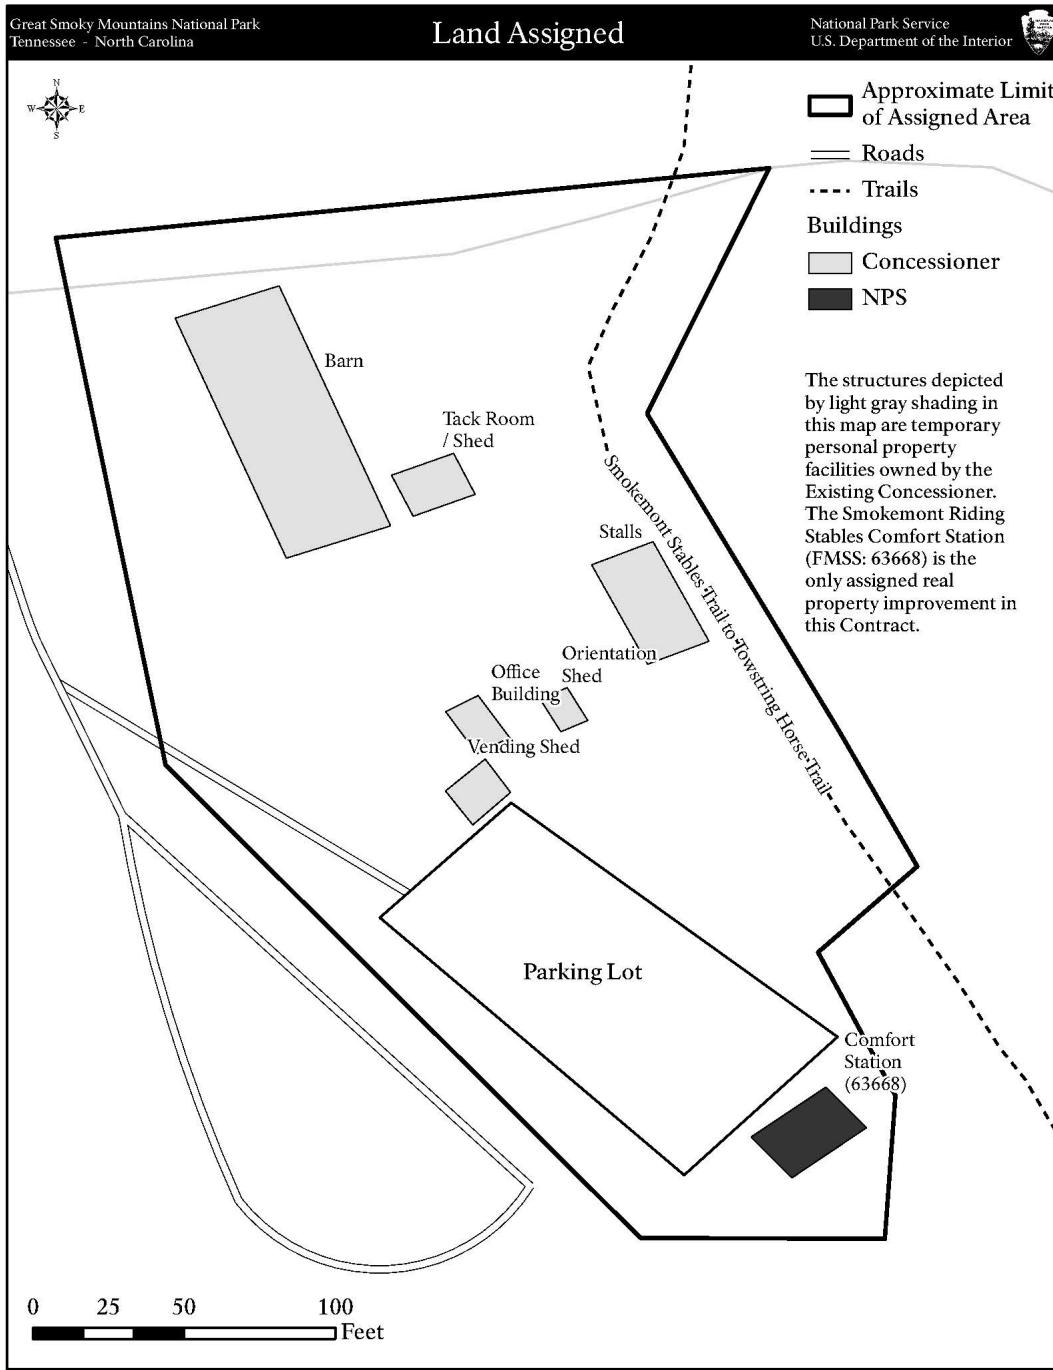 Great Smoky Mountains National Park
Tennessee - North Carolina
Land Assigned
National Park Service
U.S. Department of the Interior
N
W
E
S
Approximate Limit
of Assigned Area
Roads
Trails
Buildings
Concessioner
NPS
The structures depicted
by light gray shading in
this map are temporary
personal property
facilities owned by the
Existing Concessioner.
The Smokemont Riding
Stables Comfort Station
(FMSS: 63668) is the
only assigned real
property improvement in
this Contract.
Barn
Tack Room
/ Shed
Smokemont Stables Trail to Towstring Horse Trail
Stalls
Orientation
Shed
Office
Building
Vending Shed
Parking Lot
Comfort
Station
(63668)
0 25 50 100
Feet